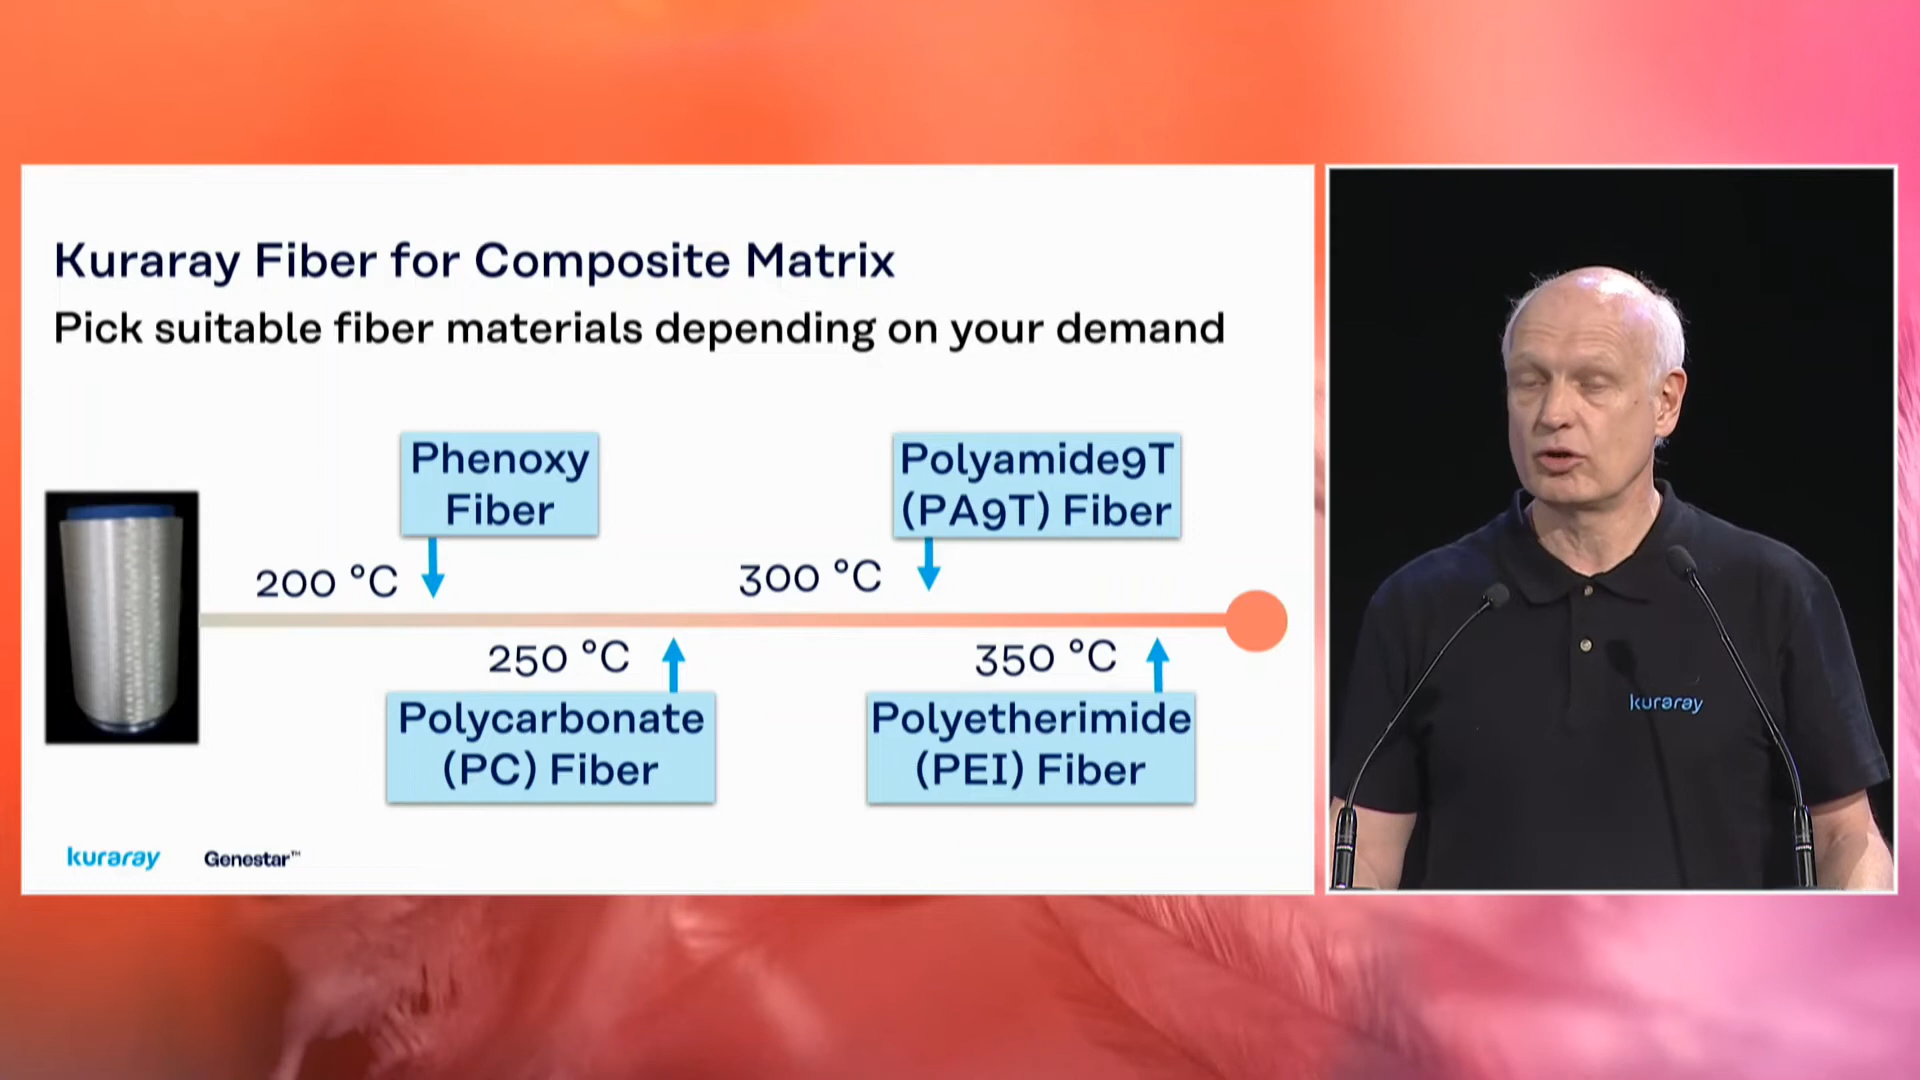 Kuraray Fiber for Composite Matrix
Pick suitable fiber materials depending on your demand
Phenoxy
Fiber
Polyamide9T
(PA9T) Fiber
200 °C
300 °C
250 °C
350 °C
Polycarbonate
(PC) Fiber
Polyetherimide
(PEI) Fiber
kuraray
Genestar™
kuraray